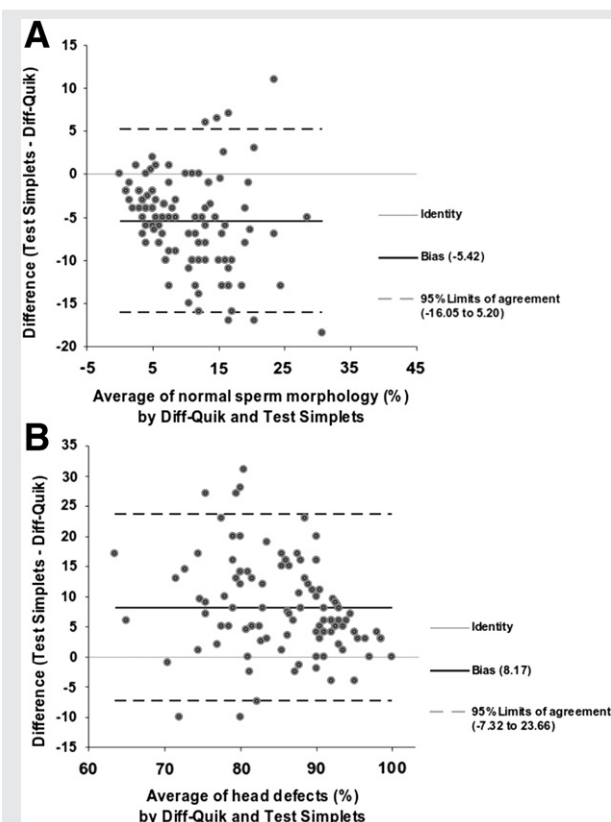 A
15
10
5
0
-5
-10
-15
-20
Difference (Test Simplets - Diff-Quik)
-5 5 15 25 35 45
Average of normal sperm morphology (%)
by Diff-Quik and Test Simplets
Identity
Bias (-5.42)
95% Limits of agreement
(-16.05 to 5.20)
B
35
30
25
20
15
10
5
0
-5
-10
-15
Difference (Test Simplets - Diff-Quik)
60 70 80 90 100
Average of head defects (%)
by Diff-Quik and Test Simplets
Identity
Bias (8.17)
95% Limits of agreement
(-7.32 to 23.66)